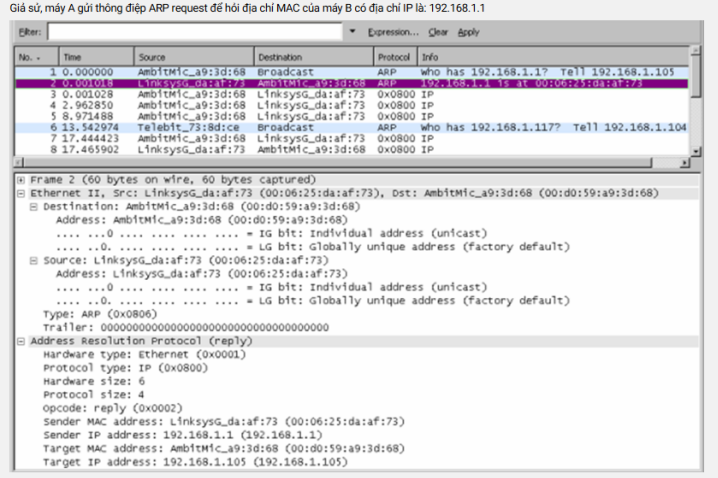 Giả sử, máy A gửi thông điệp ARP request để hỏi địa chỉ MAC của máy B có địa chỉ IP là: 192.168.1.1
Filter: Expression... Clear Apply
No. Time Source Destination Protocol Info
1 0.000000 AmbitMic_a9:3d:68 Broadcast ARP Who has 192.168.1.1? Tell 192.168.1.105
2 0.001018 LinksysG_da:af:73 AmbitMic_a9:3d:68 ARP 192.168.1.1 is at 00:06:25:da:af:73
3 0.001028 AmbitMic_a9:3d:68 LinksysG_da:af:73 0x0800 IP
4 2.962850 AmbitMic_a9:3d:68 LinksysG_da:af:73 0x0800 IP
5 8.971488 AmbitMic_a9:3d:68 LinksysG_da:af:73 0x0800 IP
6 13.542974 Telebit_73:8d:ce Broadcast ARP Who has 192.168.1.117? Tell 192.168.1.104
7 17.444423 AmbitMic_a9:3d:68 LinksysG_da:af:73 0x0800 IP
8 17.465902 LinksysG_da:af:73 AmbitMic_a9:3d:68 0x0800 IP
Frame 2 (60 bytes on wire, 60 bytes captured)
Ethernet II, Src: LinksysG_da:af:73 (00:06:25:da:af:73), Dst: AmbitMic_a9:3d:68 (00:d0:59:a9:3d:68)
Destination: AmbitMic_a9:3d:68 (00:d0:59:a9:3d:68)
Address: AmbitMic_a9:3d:68 (00:d0:59:a9:3d:68)
.... ...0 .... .... .... .... = IG bit: Individual address (unicast)
.... ..0. .... .... .... .... = LG bit: Globally unique address (factory default)
Source: LinksysG_da:af:73 (00:06:25:da:af:73)
Address: LinksysG_da:af:73 (00:06:25:da:af:73)
.... ...0 .... .... .... .... = IG bit: Individual address (unicast)
.... ..0. .... .... .... .... = LG bit: Globally unique address (factory default)
Type: ARP (0x0806)
Trailer: 000000000000000000000000000000000000
Address Resolution Protocol (reply)
Hardware type: Ethernet (0x0001)
Protocol type: IP (0x0800)
Hardware size: 6
Protocol size: 4
Opcode: reply (0x0002)
Sender MAC address: LinksysG_da:af:73 (00:06:25:da:af:73)
Sender IP address: 192.168.1.1 (192.168.1.1)
Target MAC address: AmbitMic_a9:3d:68 (00:d0:59:a9:3d:68)
Target IP address: 192.168.1.105 (192.168.1.105)